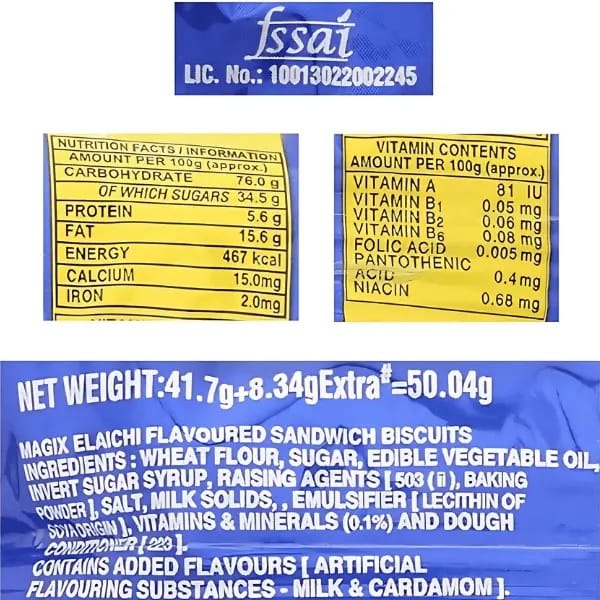 fssai
LIC. No.: 10013022002245
NUTRITION FACTS / INFORMATION
AMOUNT PER 100g (approx.)
CARBOHYDRATE 76.0 g
OF WHICH SUGARS 34.5 g
PROTEIN 5.6 g
FAT 15.6 g
ENERGY 467 kcal
CALCIUM 15.0mg
IRON 2.0mg
VITAMIN CONTENTS
AMOUNT PER 100g (approx.)
VITAMIN A 81 IU
VITAMIN B1 0.05 mg
VITAMIN B2 0.06 mg
VITAMIN B6 0.08 mg
FOLIC ACID 0.005 mg
PANTOTHENIC
ACID 0.4 mg
NIACIN 0.68 mg
NET WEIGHT:41.7g+8.34gExtra#=50.04g
MAGIX ELAICHI FLAVOURED SANDWICH BISCUITS
INGREDIENTS : WHEAT FLOUR, SUGAR, EDIBLE VEGETABLE OIL,
INVERT SUGAR SYRUP, RAISING AGENTS [ 503 (ii), BAKING
POWDER ], SALT, MILK SOLIDS, , EMULSIFIER [ LECITHIN OF
SOYA ORIGIN ], VITAMINS & MINERALS (0.1%) AND DOUGH
CONDITIONER [ 223 ].
CONTAINS ADDED FLAVOURS [ ARTIFICIAL
FLAVOURING SUBSTANCES - MILK & CARDAMOM ].